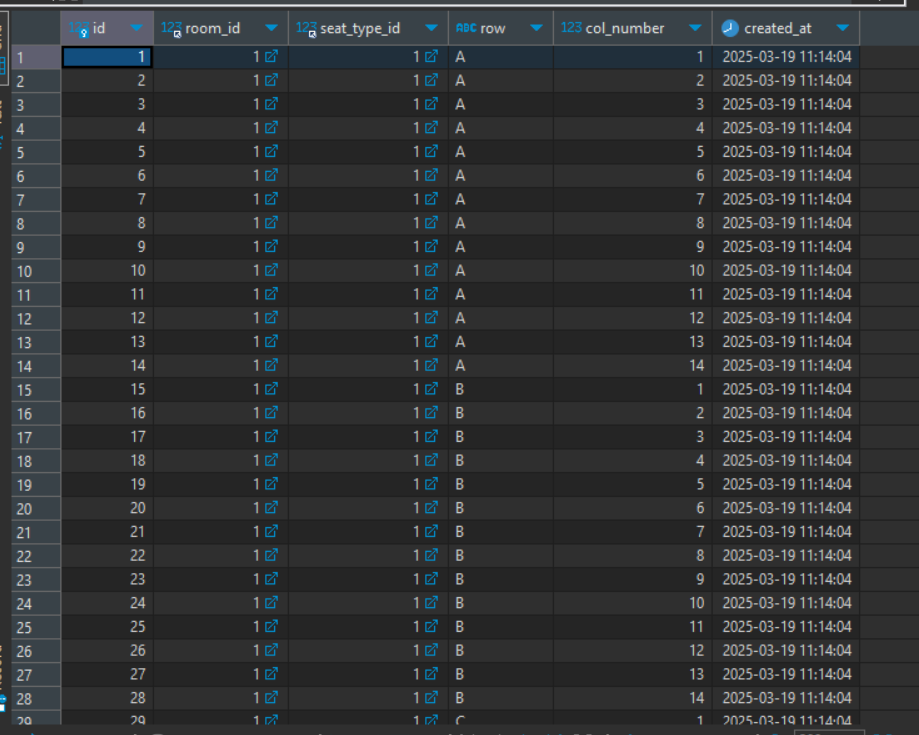 123 id 123 room_id 123 seat_type_id ABC row 123 col_number created_at
1 1 1 1 A 1 2025-03-19 11:14:04
2 2 1 1 A 2 2025-03-19 11:14:04
3 3 1 1 A 3 2025-03-19 11:14:04
4 4 1 1 A 4 2025-03-19 11:14:04
5 5 1 1 A 5 2025-03-19 11:14:04
6 6 1 1 A 6 2025-03-19 11:14:04
7 7 1 1 A 7 2025-03-19 11:14:04
8 8 1 1 A 8 2025-03-19 11:14:04
9 9 1 1 A 9 2025-03-19 11:14:04
10 10 1 1 A 10 2025-03-19 11:14:04
11 11 1 1 A 11 2025-03-19 11:14:04
12 12 1 1 A 12 2025-03-19 11:14:04
13 13 1 1 A 13 2025-03-19 11:14:04
14 14 1 1 A 14 2025-03-19 11:14:04
15 15 1 1 B 1 2025-03-19 11:14:04
16 16 1 1 B 2 2025-03-19 11:14:04
17 17 1 1 B 3 2025-03-19 11:14:04
18 18 1 1 B 4 2025-03-19 11:14:04
19 19 1 1 B 5 2025-03-19 11:14:04
20 20 1 1 B 6 2025-03-19 11:14:04
21 21 1 1 B 7 2025-03-19 11:14:04
22 22 1 1 B 8 2025-03-19 11:14:04
23 23 1 1 B 9 2025-03-19 11:14:04
24 24 1 1 B 10 2025-03-19 11:14:04
25 25 1 1 B 11 2025-03-19 11:14:04
26 26 1 1 B 12 2025-03-19 11:14:04
27 27 1 1 B 13 2025-03-19 11:14:04
28 28 1 1 B 14 2025-03-19 11:14:04
29 29 1 1 C 1 2025-03-19 11:14:04